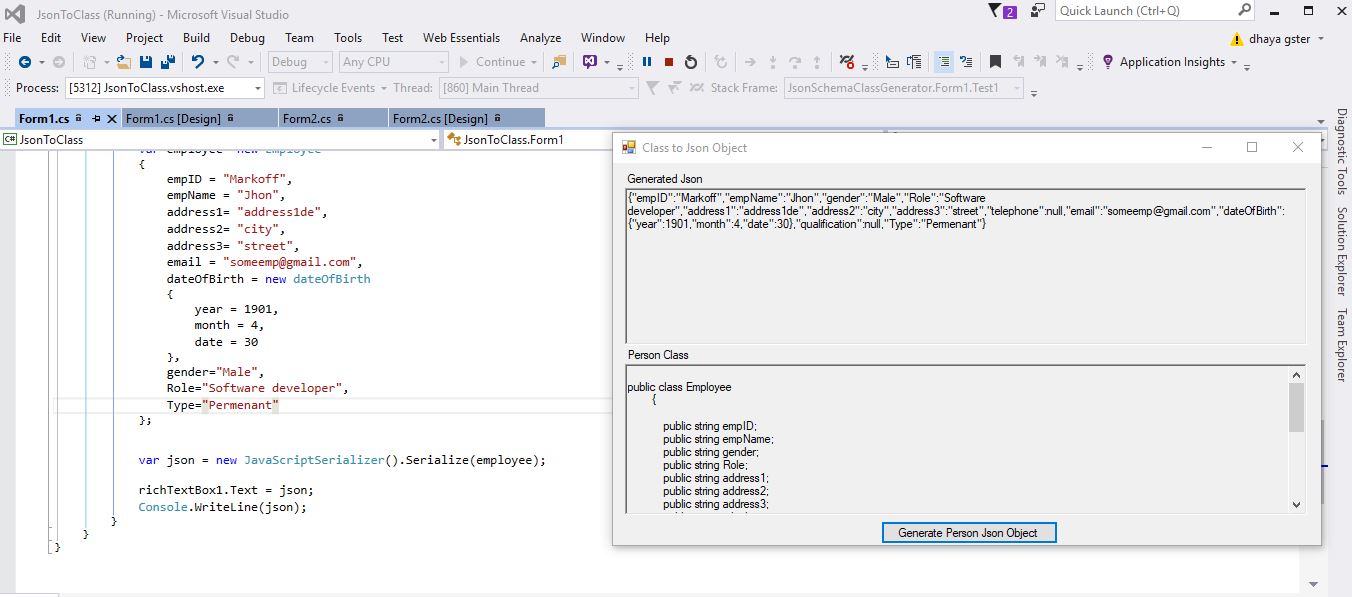 JsonToClass (Running) - Microsoft Visual Studio
2
Quick Launch (Ctrl+Q)
File Edit View Project Build Debug Team Tools Test Web Essentials Analyze Window Help
dhaya gster
Debug Any CPU Continue Application Insights
Process: [5312] JsonToClass.vshost.exe Lifecycle Events Thread: [860] Main Thread Stack Frame: JsonSchemaClassGenerator.Form1.Test1
Form1.cs Form1.cs [Design] Form2.cs Form2.cs [Design]
C# JsonToClass JsonToClass.Form1
var employee new Employee
{
empID = "Markoff",
empName = "Jhon",
address1= "address1de",
address2= "city",
address3= "street",
email = "someemp@gmail.com",
dateOfBirth = new dateOfBirth
{
year = 1901,
month = 4,
date = 30
},
gender="Male",
Role="Software developer",
Type="Permenant"
};
var json = new JavaScriptSerializer().Serialize(employee);
richTextBox1.Text = json;
Console.WriteLine(json);
}
}
}
Class to Json Object
Generated Json
{"empID":"Markoff","empName":"Jhon","gender":"Male","Role":"Software
developer","address1":"address1de","address2":"city","address3":"street","telephone":null,"email":"someemp@gmail.com","dateOfBirth":
{"year":1901,"month":4,"date":30},"qualification":null,"Type":"Permenant"}
Person Class
public class Employee
{
public string empID;
public string empName;
public string gender;
public string Role;
public string address1;
public string address2;
public string address3;
Generate Person Json Object
Diagnostic Tools
Solution Explorer
Team Explorer